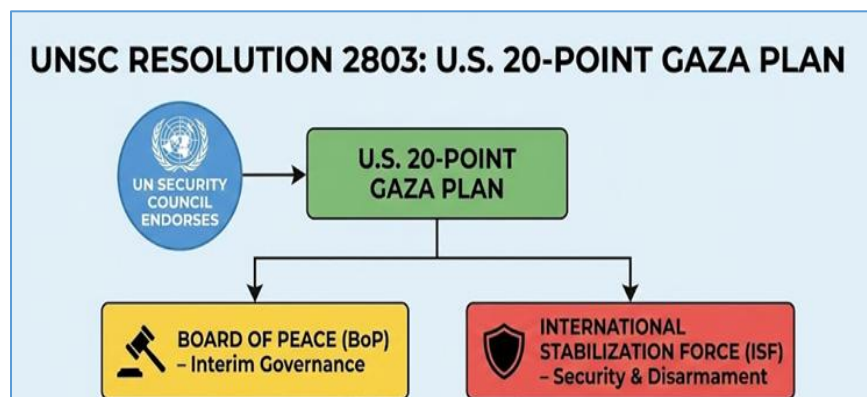 UNSC RESOLUTION 2803: U.S. 20-POINT GAZA PLAN
UN SECURITY
COUNCIL
ENDORSES
U.S. 20-POINT
GAZA PLAN
BOARD OF PEACE (BoP)
– Interim Governance
INTERNATIONAL
STABILIZATION FORCE (ISF)
– Security & Disarmament